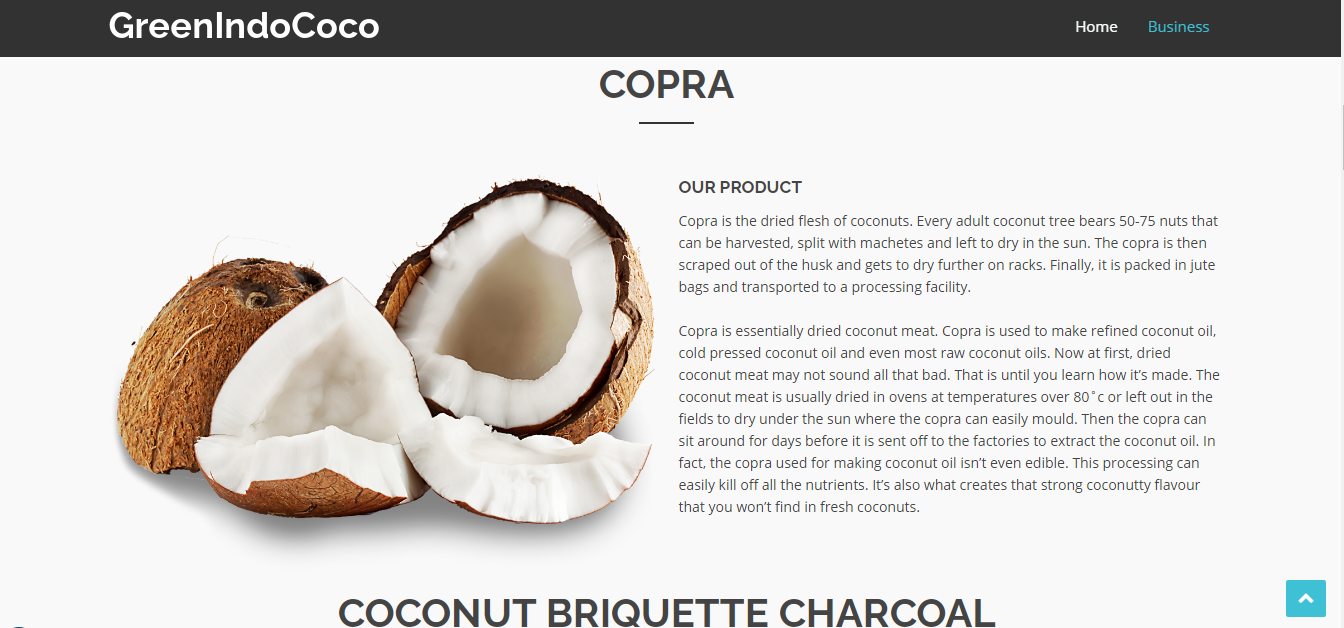 GreenIndoCoco
Home
Business
COPRA
OUR PRODUCT
Copra is the dried flesh of coconuts. Every adult coconut tree bears 50-75 nuts that
can be harvested, split with machetes and left to dry in the sun. The copra is then
scraped out of the husk and gets to dry further on racks. Finally, it is packed in jute
bags and transported to a processing facility.
Copra is essentially dried coconut meat. Copra is used to make refined coconut oil,
cold pressed coconut oil and even most raw coconut oils. Now at first, dried
coconut meat may not sound all that bad. That is until you learn how it’s made. The
coconut meat is usually dried in ovens at temperatures over 80˚c or left out in the
fields to dry under the sun where the copra can easily mould. Then the copra can
sit around for days before it is sent off to the factories to extract the coconut oil. In
fact, the copra used for making coconut oil isn’t even edible. This processing can
easily kill off all the nutrients. It’s also what creates that strong coconutty flavour
that you won’t find in fresh coconuts.
COCONUT BRIQUETTE CHARCOAL